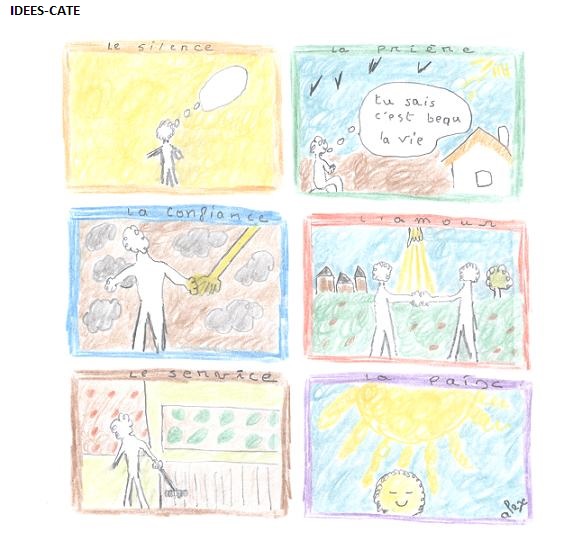 IDEES-CATE
Le silence
La prière
tu sais
c'est beau
la vie
La confiance
L'amour
Le service
La paix
alex